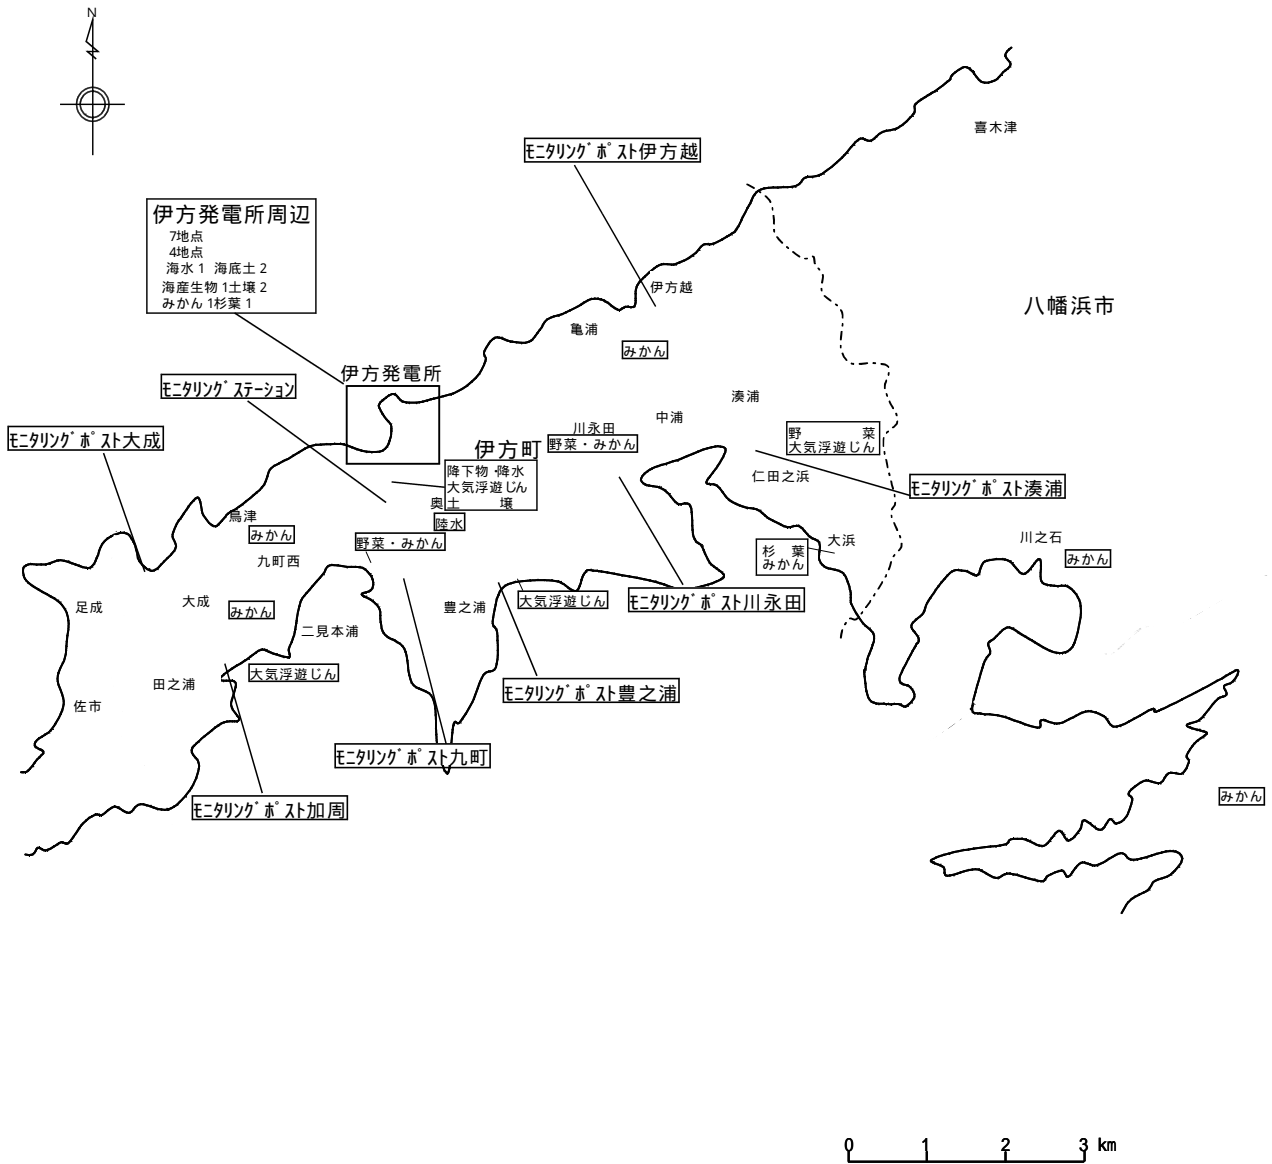 N
喜木津
ﾓﾆﾀﾘﾝｸﾞﾎﾟｽﾄ伊方越
伊方発電所周辺
7地点
4地点
海水 1 海底土 2
海産生物 1土壌 2
みかん 1杉葉 1
伊方越
八幡浜市
亀浦
みかん
伊方発電所
ﾓﾆﾀﾘﾝｸﾞｽﾃｰｼｮﾝ
湊浦
中浦
川永田
野菜・みかん
野 菜
大気浮遊じん
ﾓﾆﾀﾘﾝｸﾞﾎﾟｽﾄ大成
伊方町
降下物・降水
大気浮遊じん
奥 土 壌
仁田之浜
ﾓﾆﾀﾘﾝｸﾞﾎﾟｽﾄ湊浦
鳥津
陸水
みかん
野菜・みかん
大浜
川之石
杉 葉
みかん
みかん
九町西
足成
大成
みかん
豊之浦
大気浮遊じん
ﾓﾆﾀﾘﾝｸﾞﾎﾟｽﾄ川永田
二見本浦
大気浮遊じん
田之浦
ﾓﾆﾀﾘﾝｸﾞﾎﾟｽﾄ豊之浦
佐市
ﾓﾆﾀﾘﾝｸﾞﾎﾟｽﾄ九町
みかん
ﾓﾆﾀﾘﾝｸﾞﾎﾟｽﾄ加周
0 1 2 3 km